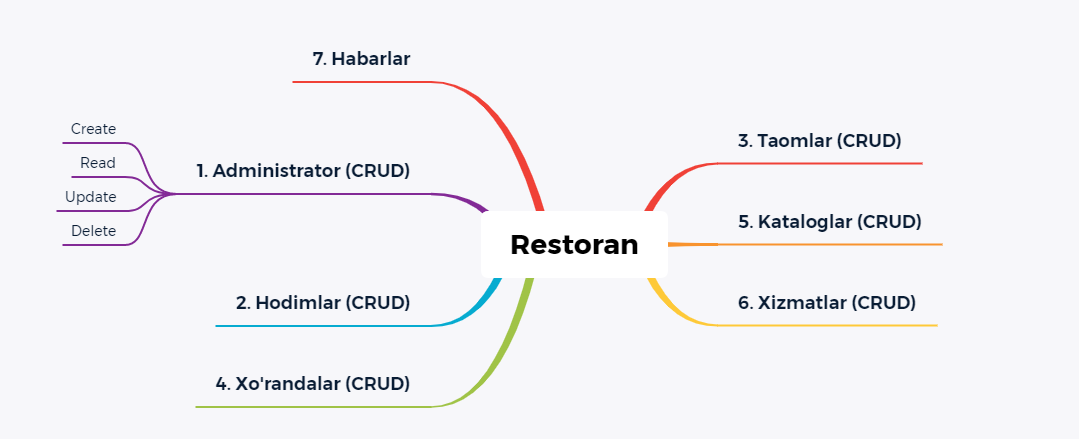 7. Habarlar
Create
Read
Update
Delete
1. Administrator (CRUD)
2. Hodimlar (CRUD)
4. Xo'randalar (CRUD)
Restoran
3. Taomlar (CRUD)
5. Kataloglar (CRUD)
6. Xizmatlar (CRUD)